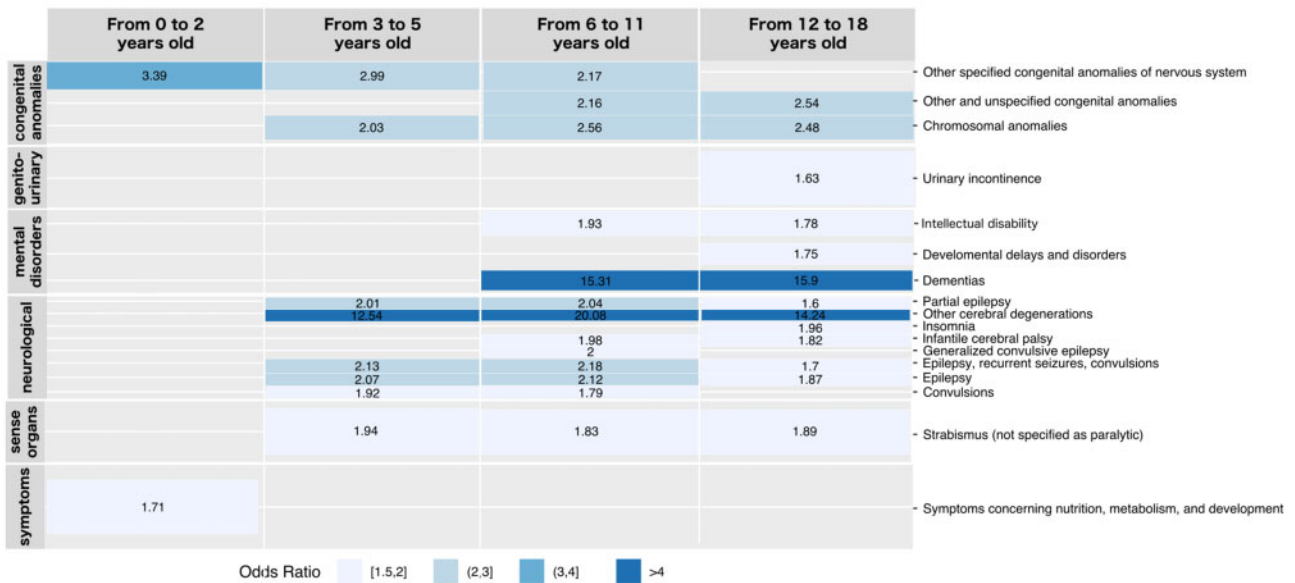 From 0 to 2 years old
From 3 to 5 years old
From 6 to 11 years old
From 12 to 18 years old
congenital anomalies
3.39 2.99 2.17 Other specified congenital anomalies of nervous system
2.16 2.54 Other and unspecified congenital anomalies
2.03 2.56 2.48 Chromosomal anomalies
genito-urinary
1.63 Urinary incontinence
mental disorders
1.93 1.78 Intellectual disability
1.75 Develomental delays and disorders
15.31 15.9 Dementias
neurological
2.01 2.04 1.6 Partial epilepsy
12.54 20.08 14.24 Other cerebral degenerations
1.96 Insomnia
1.98 1.82 Infantile cerebral palsy
2 Generalized convulsive epilepsy
2.13 2.18 1.7 Epilepsy, recurrent seizures, convulsions
2.07 2.12 1.87 Epilepsy
1.92 1.79 Convulsions
sense organs
1.94 1.83 1.89 Strabismus (not specified as paralytic)
symptoms
1.71 Symptoms concerning nutrition, metabolism, and development
Odds Ratio [1.5,2] (2,3] (3,4] >4